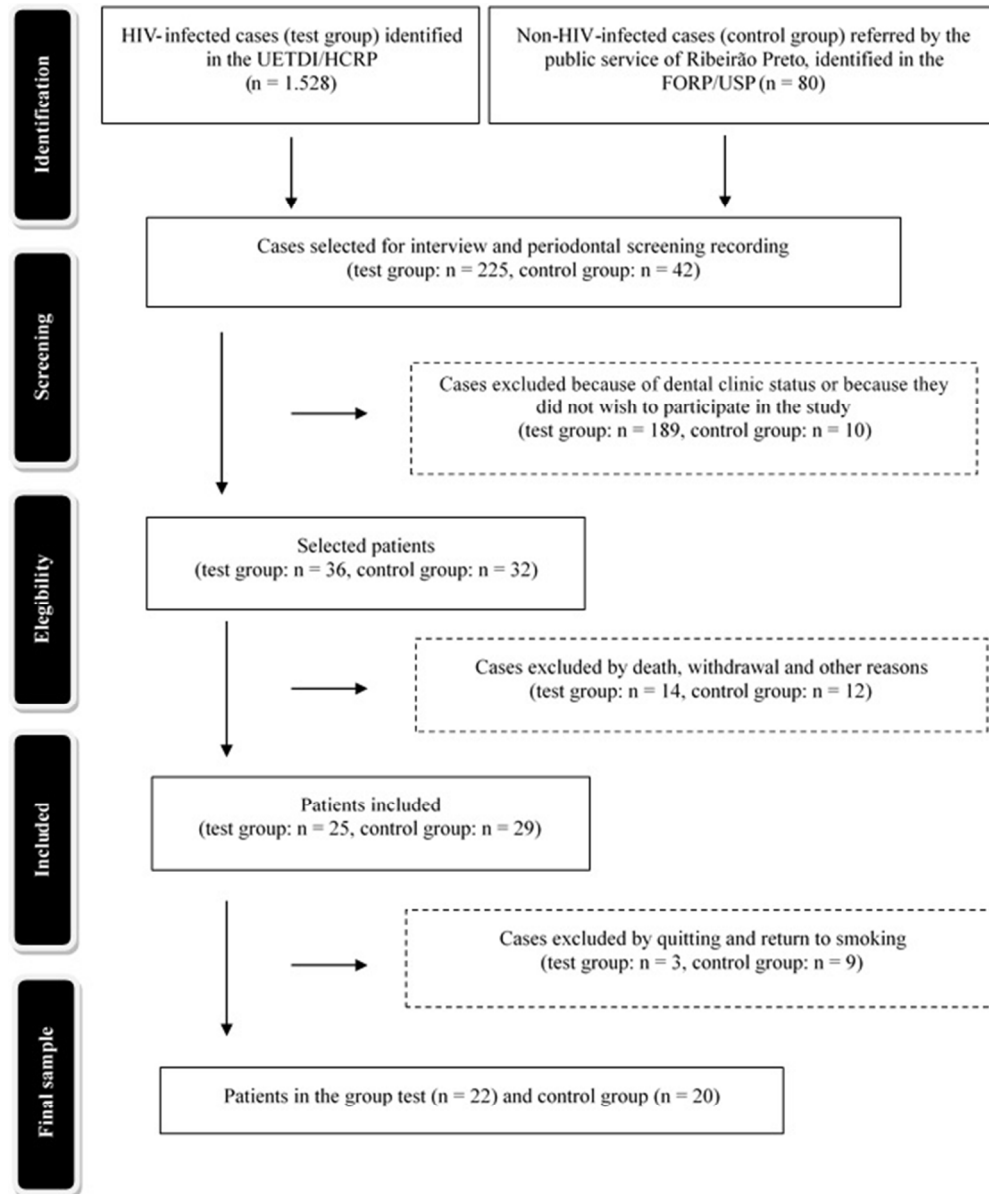 Identification
HIV-infected cases (test group) identified
in the UETDI/HCRP
(n = 1.528)
Non-HIV-infected cases (control group) referred by the
public service of Ribeirão Preto, identified in the
FORP/USP (n = 80)
Cases selected for interview and periodontal screening recording
(test group: n = 225, control group: n = 42)
Screening
Cases excluded because of dental clinic status or because they
did not wish to participate in the study
(test group: n = 189, control group: n = 10)
Elegibility
Selected patients
(test group: n = 36, control group: n = 32)
Cases excluded by death, withdrawal and other reasons
(test group: n = 14, control group: n = 12)
Included
Patients included
(test group: n = 25, control group: n = 29)
Cases excluded by quitting and return to smoking
(test group: n = 3, control group: n = 9)
Final sample
Patients in the group test (n = 22) and control group (n = 20)